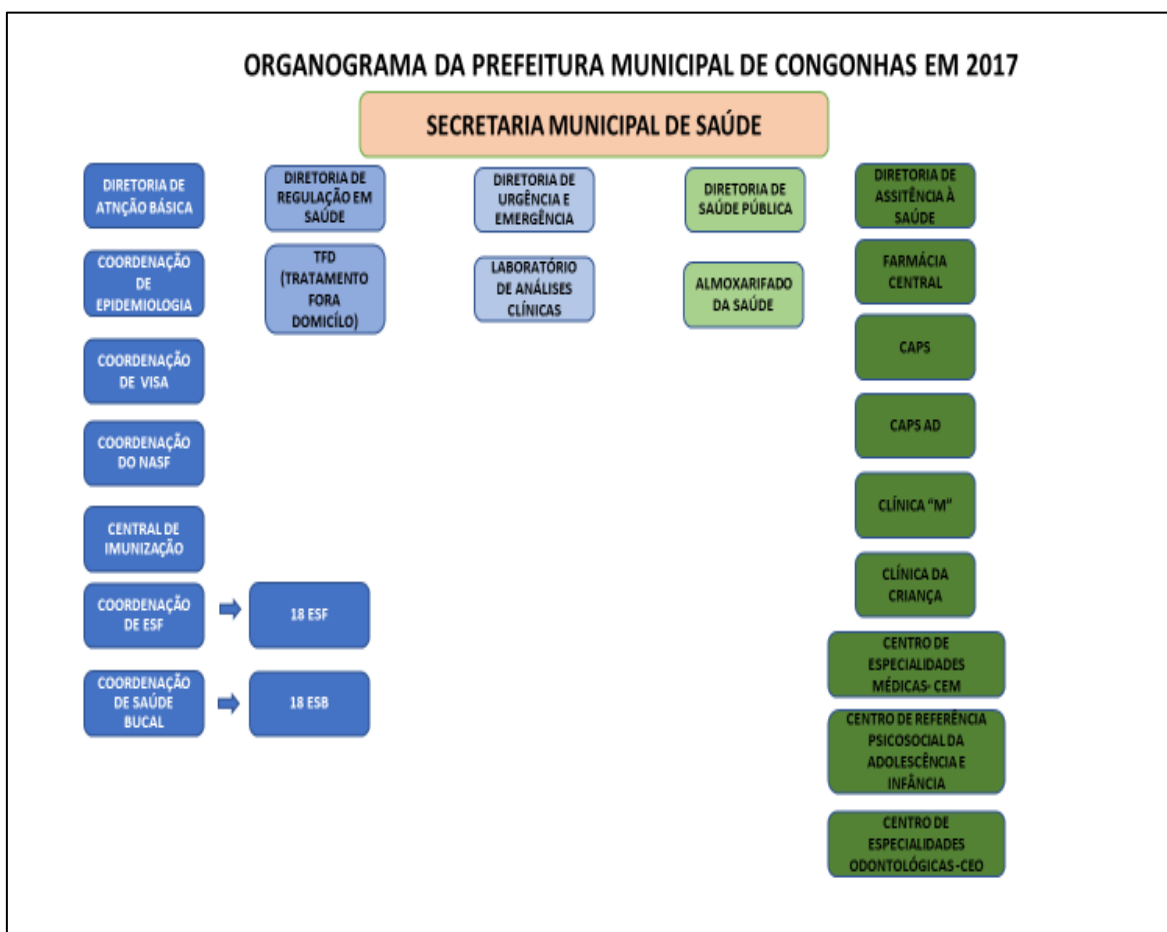 ORGANOGRAMA DA PREFEITURA MUNICIPAL DE CONGONHAS EM 2017
SECRETARIA MUNICIPAL DE SAÚDE
DIRETORIA DE
ATNÇÃO BÁSICA
COORDENAÇÃO
DE
EPIDEMIOLOGIA
COORDENAÇÃO
DE VISA
COORDENAÇÃO
DO NASF
CENTRAL DE
IMUNIZAÇÃO
COORDENAÇÃO
DE ESF
18 ESF
COORDENAÇÃO
DE SAÚDE
BUCAL
18 ESB
DIRETORIA DE
REGULAÇÃO EM
SAÚDE
TFD
(TRATAMENTO
FORA
DOMICÍLO)
DIRETORIA DE
URGÊNCIA E
EMERGÊNCIA
LABORATÓRIO
DE ANÁLISES
CLÍNICAS
DIRETORIA DE
SAÚDE PÚBLICA
ALMOXARIFADO
DA SAÚDE
DIRETORIA DE
ASSITÊNCIA À
SAÚDE
FARMÁCIA
CENTRAL
CAPS
CAPS AD
CLÍNICA “M”
CLÍNICA DA
CRIANÇA
CENTRO DE
ESPECIALIDADES
MÉDICAS- CEM
CENTRO DE REFERÊNCIA
PSICOSOCIAL DA
ADOLESCÊNCIA E
INFÂNCIA
CENTRO DE
ESPECIALIDADES
ODONTOLÓGICAS -CEO